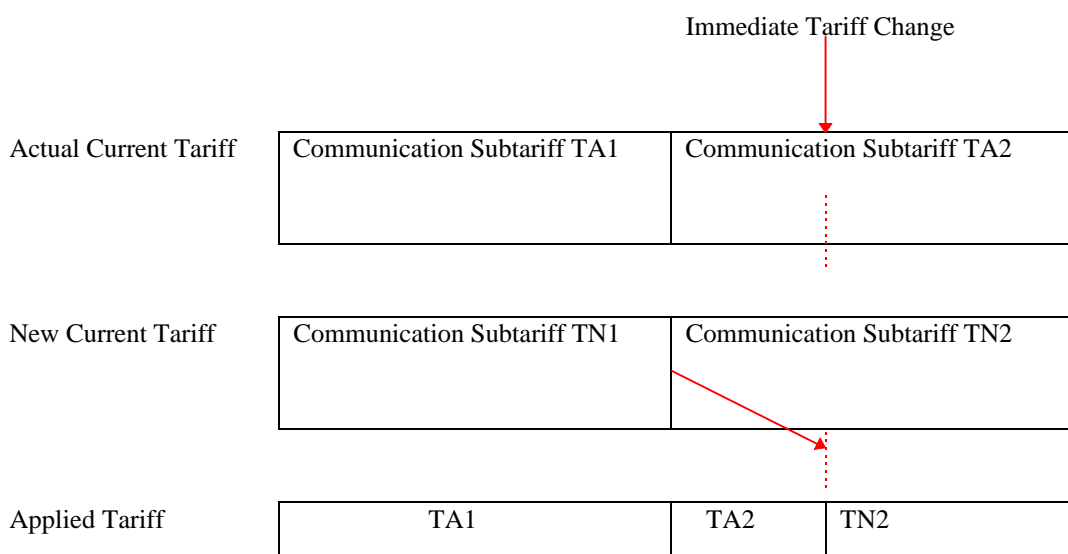 Immediate Tariff Change
Actual Current Tariff Communication Subtariff TA1 Communication Subtariff TA2
New Current Tariff Communication Subtariff TN1 Communication Subtariff TN2
Applied Tariff TA1 TA2 TN2